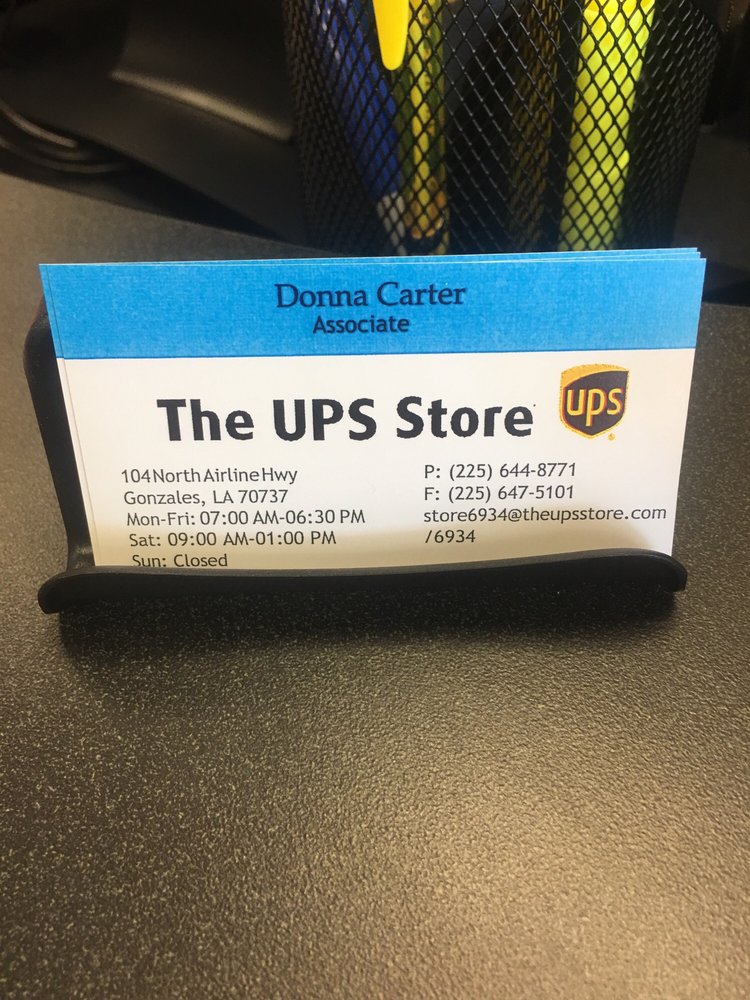 Donna Carter
Associate
The UPS Store
ups
104 North Airline Hwy
Gonzales, LA 70737
Mon-Fri: 07:00 AM-06:30 PM
Sat: 09:00 AM-01:00 PM
Sun: Closed
P: (225) 644-8771
F: (225) 647-5101
store6934@theupsstore.com
/6934